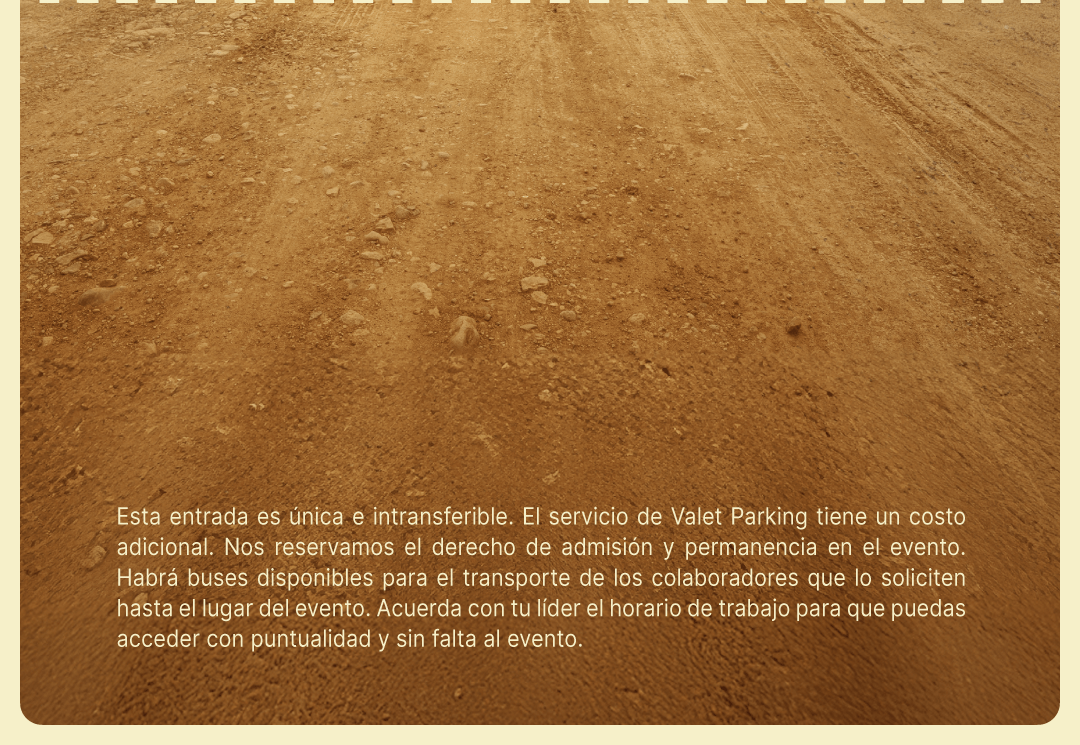 Esta entrada es única e intransferible. El servicio de Valet Parking tiene un costo
adicional. Nos reservamos el derecho de admisión y permanencia en el evento.
Habrá buses disponibles para el transporte de los colaboradores que lo soliciten
hasta el lugar del evento. Acuerda con tu líder el horario de trabajo para que puedas
acceder con puntualidad y sin falta al evento.